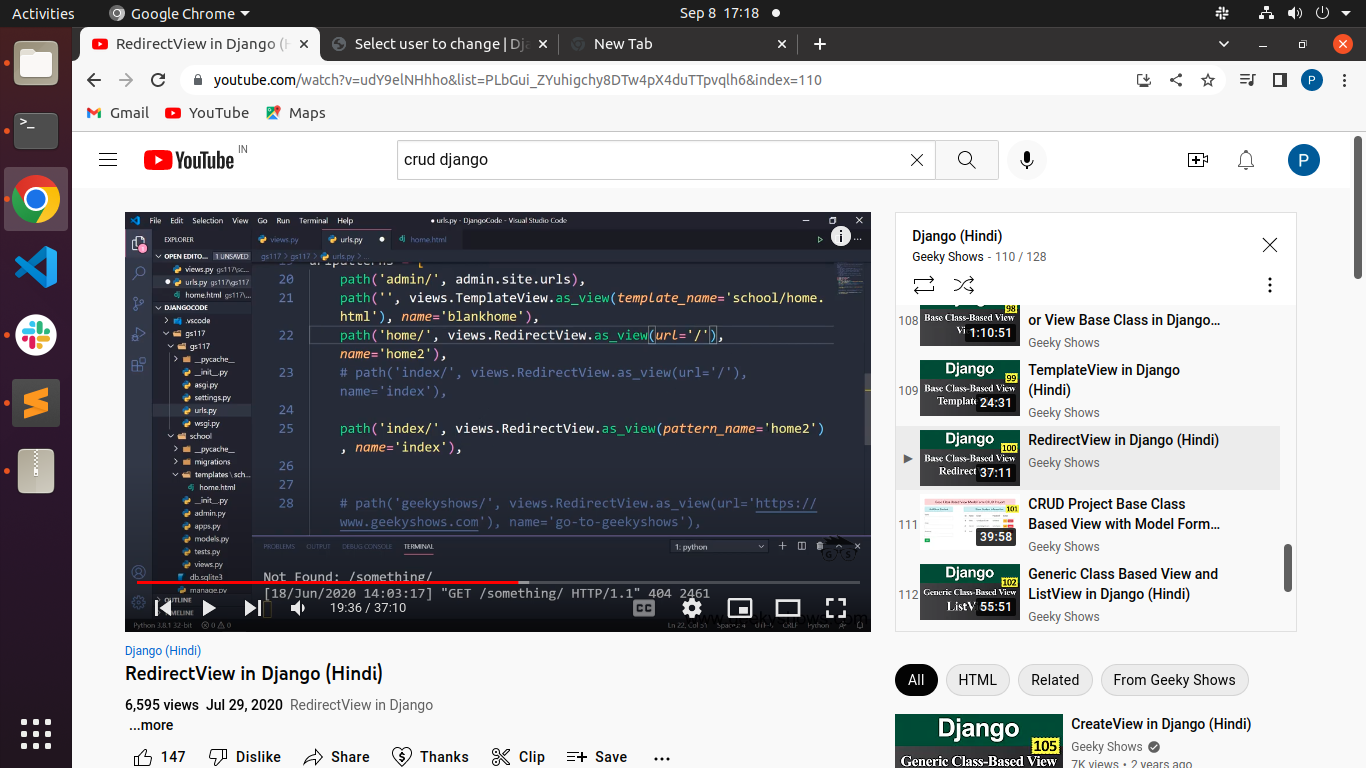 Activities
Google Chrome
Sep 8 17:18
RedirectView in Django (H
Select user to change | Dja
New Tab
youtube.com/watch?v=udY9elNHhho&list=PLbGui_ZYuhigchy8DTw4pX4duTTpvqlh6&index=110
P
Gmail
YouTube
Maps
YouTube IN
crud django
P
File Edit Selection View Go Run Terminal Help
● urls.py - DjangoCode - Visual Studio Code
EXPLORER
views.py
urls.py
home.html
OPEN EDITO... 1 UNSAVED
gs117 > gs117 > urls.py > ...
views.py gs117\sc...
urls.py gs117\gs117
home.html gs117\...
DJANGOCODE
.vscode
gs117
gs117
__pycache__
__init__.py
asgi.py
settings.py
urls.py
wsgi.py
school
__pycache__
migrations
templates \ sch...
home.html
__init__.py
admin.py
apps.py
models.py
tests.py
views.py
db.sqlite3
manage.py
OUTLINE
TIMELINE
19 urlpatterns = [
20 path('admin/', admin.site.urls),
21 path('', views.TemplateView.as_view(template_name='school/home.
html'), name='blankhome'),
22 path('home/', views.RedirectView.as_view(url='/'),
name='home2'),
23 # path('index/', views.RedirectView.as_view(url='/'),
name='index'),
24
25 path('index/', views.RedirectView.as_view(pattern_name='home2')
, name='index'),
26
27
28 # path('geekyshows/', views.RedirectView.as_view(url='https://
www.geekyshows.com'), name='go-to-geekyshows'),
PROBLEMS OUTPUT DEBUG CONSOLE TERMINAL
1: python
Not Found: /something/
[18/Jun/2020 14:03:17] "GET /something/ HTTP/1.1" 404 2461
19:36 / 37:10
Python 3.8.1 32-bit 0 0
Ln 22, Col 51
Python
Django (Hindi)
RedirectView in Django (Hindi)
6,595 views Jul 29, 2020 RedirectView in Django
...more
147
Dislike
Share
Thanks
Clip
Save
Django (Hindi)
Geeky Shows - 110 / 128
108
98
Base Class-Based View
1:10:51
or View Base Class in Django...
Geeky Shows
109
Django
99
Base Class-Based View
24:31
TemplateView in Django
(Hindi)
Geeky Shows
Django
100
Base Class-Based View
37:11
RedirectView in Django (Hindi)
Geeky Shows
111
101
39:58
CRUD Project Base Class
Based View with Model Form...
Geeky Shows
112
Django
102
Generic Class-Based View
55:51
Generic Class Based View and
ListView in Django (Hindi)
Geeky Shows
All
HTML
Related
From Geeky Shows
Django
105
Generic Class-Based View
CreateView in Django (Hindi)
Geeky Shows
7K views • 2 years ago